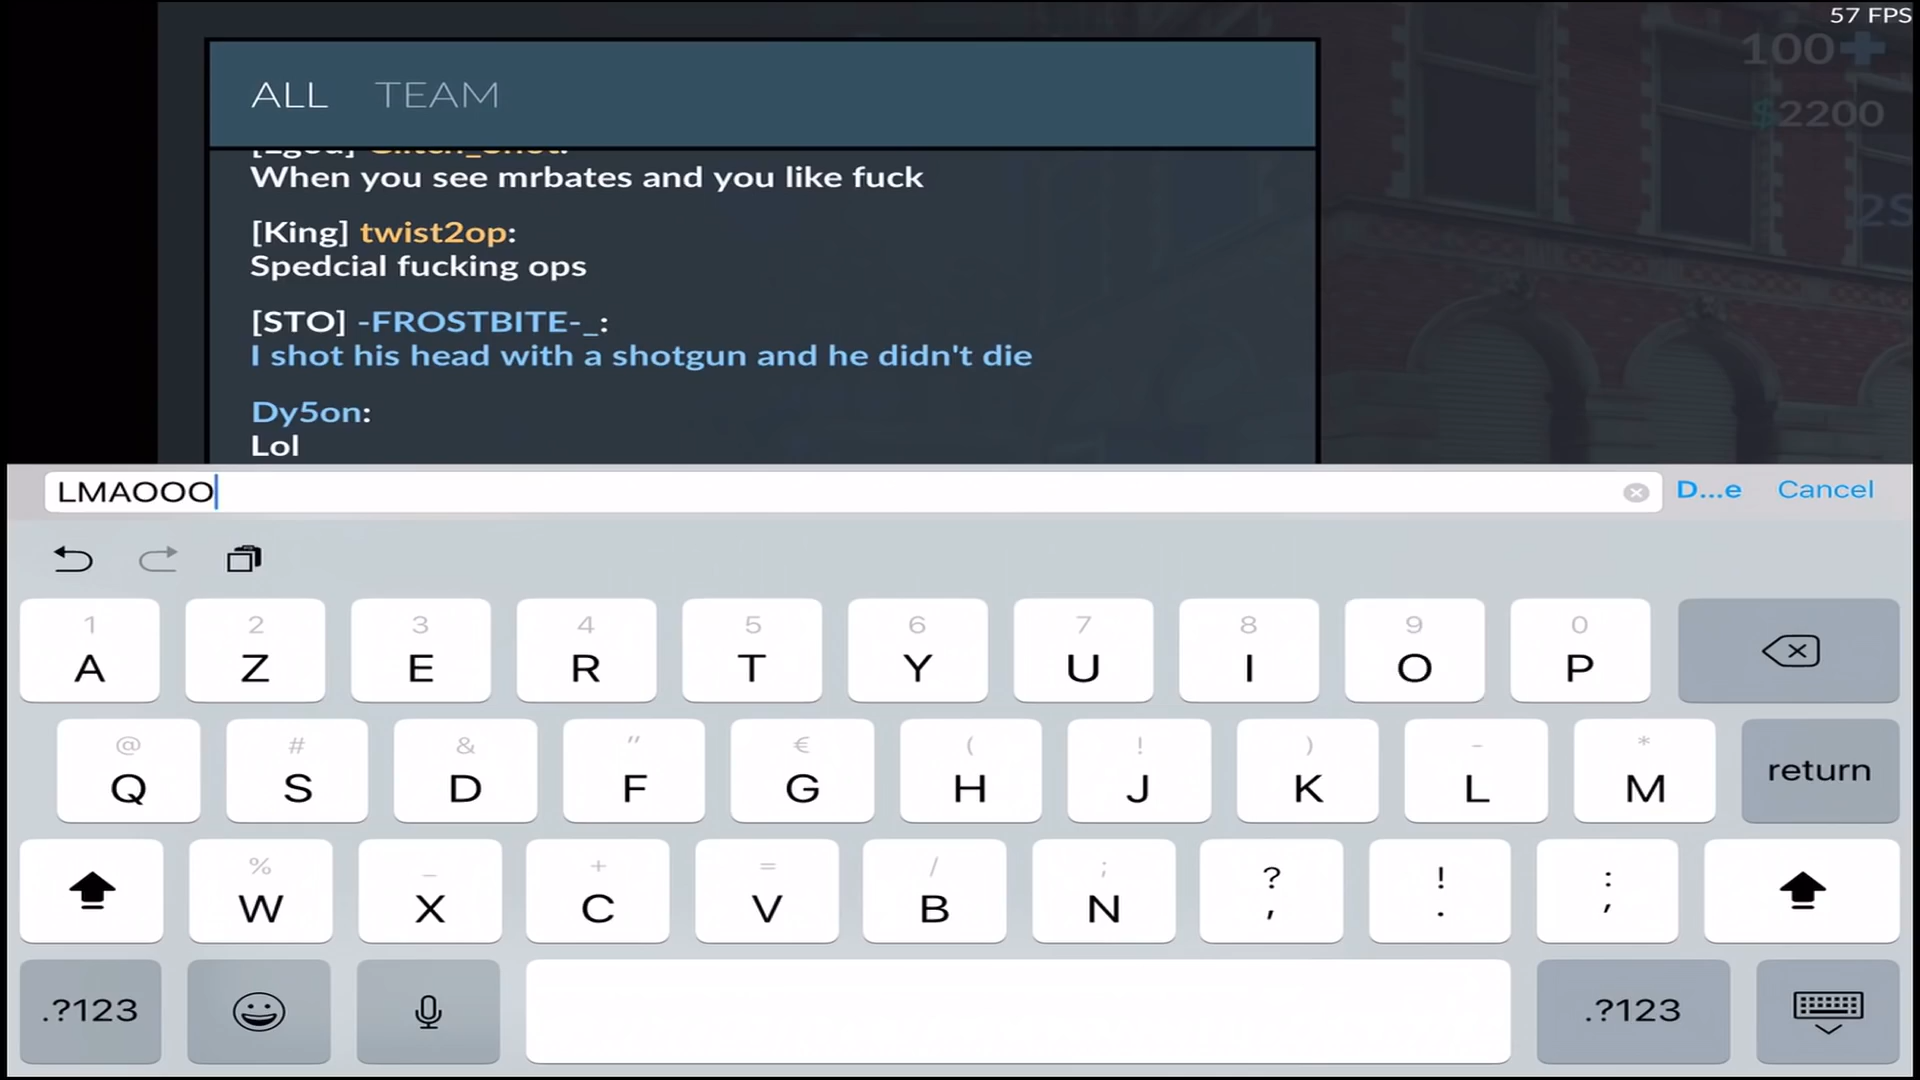 57 FPS
100
$2200
2S
ALL TEAM
When you see mrbates and you like fuck
[King] twist2op:
Spedcial fucking ops
[STO] -FROSTBITE-_:
I shot his head with a shotgun and he didn't die
Dy5on:
Lol
LMAOOO
D...e Cancel
1 2 3 4 5 6 7 8 9 0
A Z E R T Y U I O P
@ # & " € ( ! ) - *
Q S D F G H J K L M return
% _ + = / ; ? ! :
W X C V B N , . ,
.?123 .?123